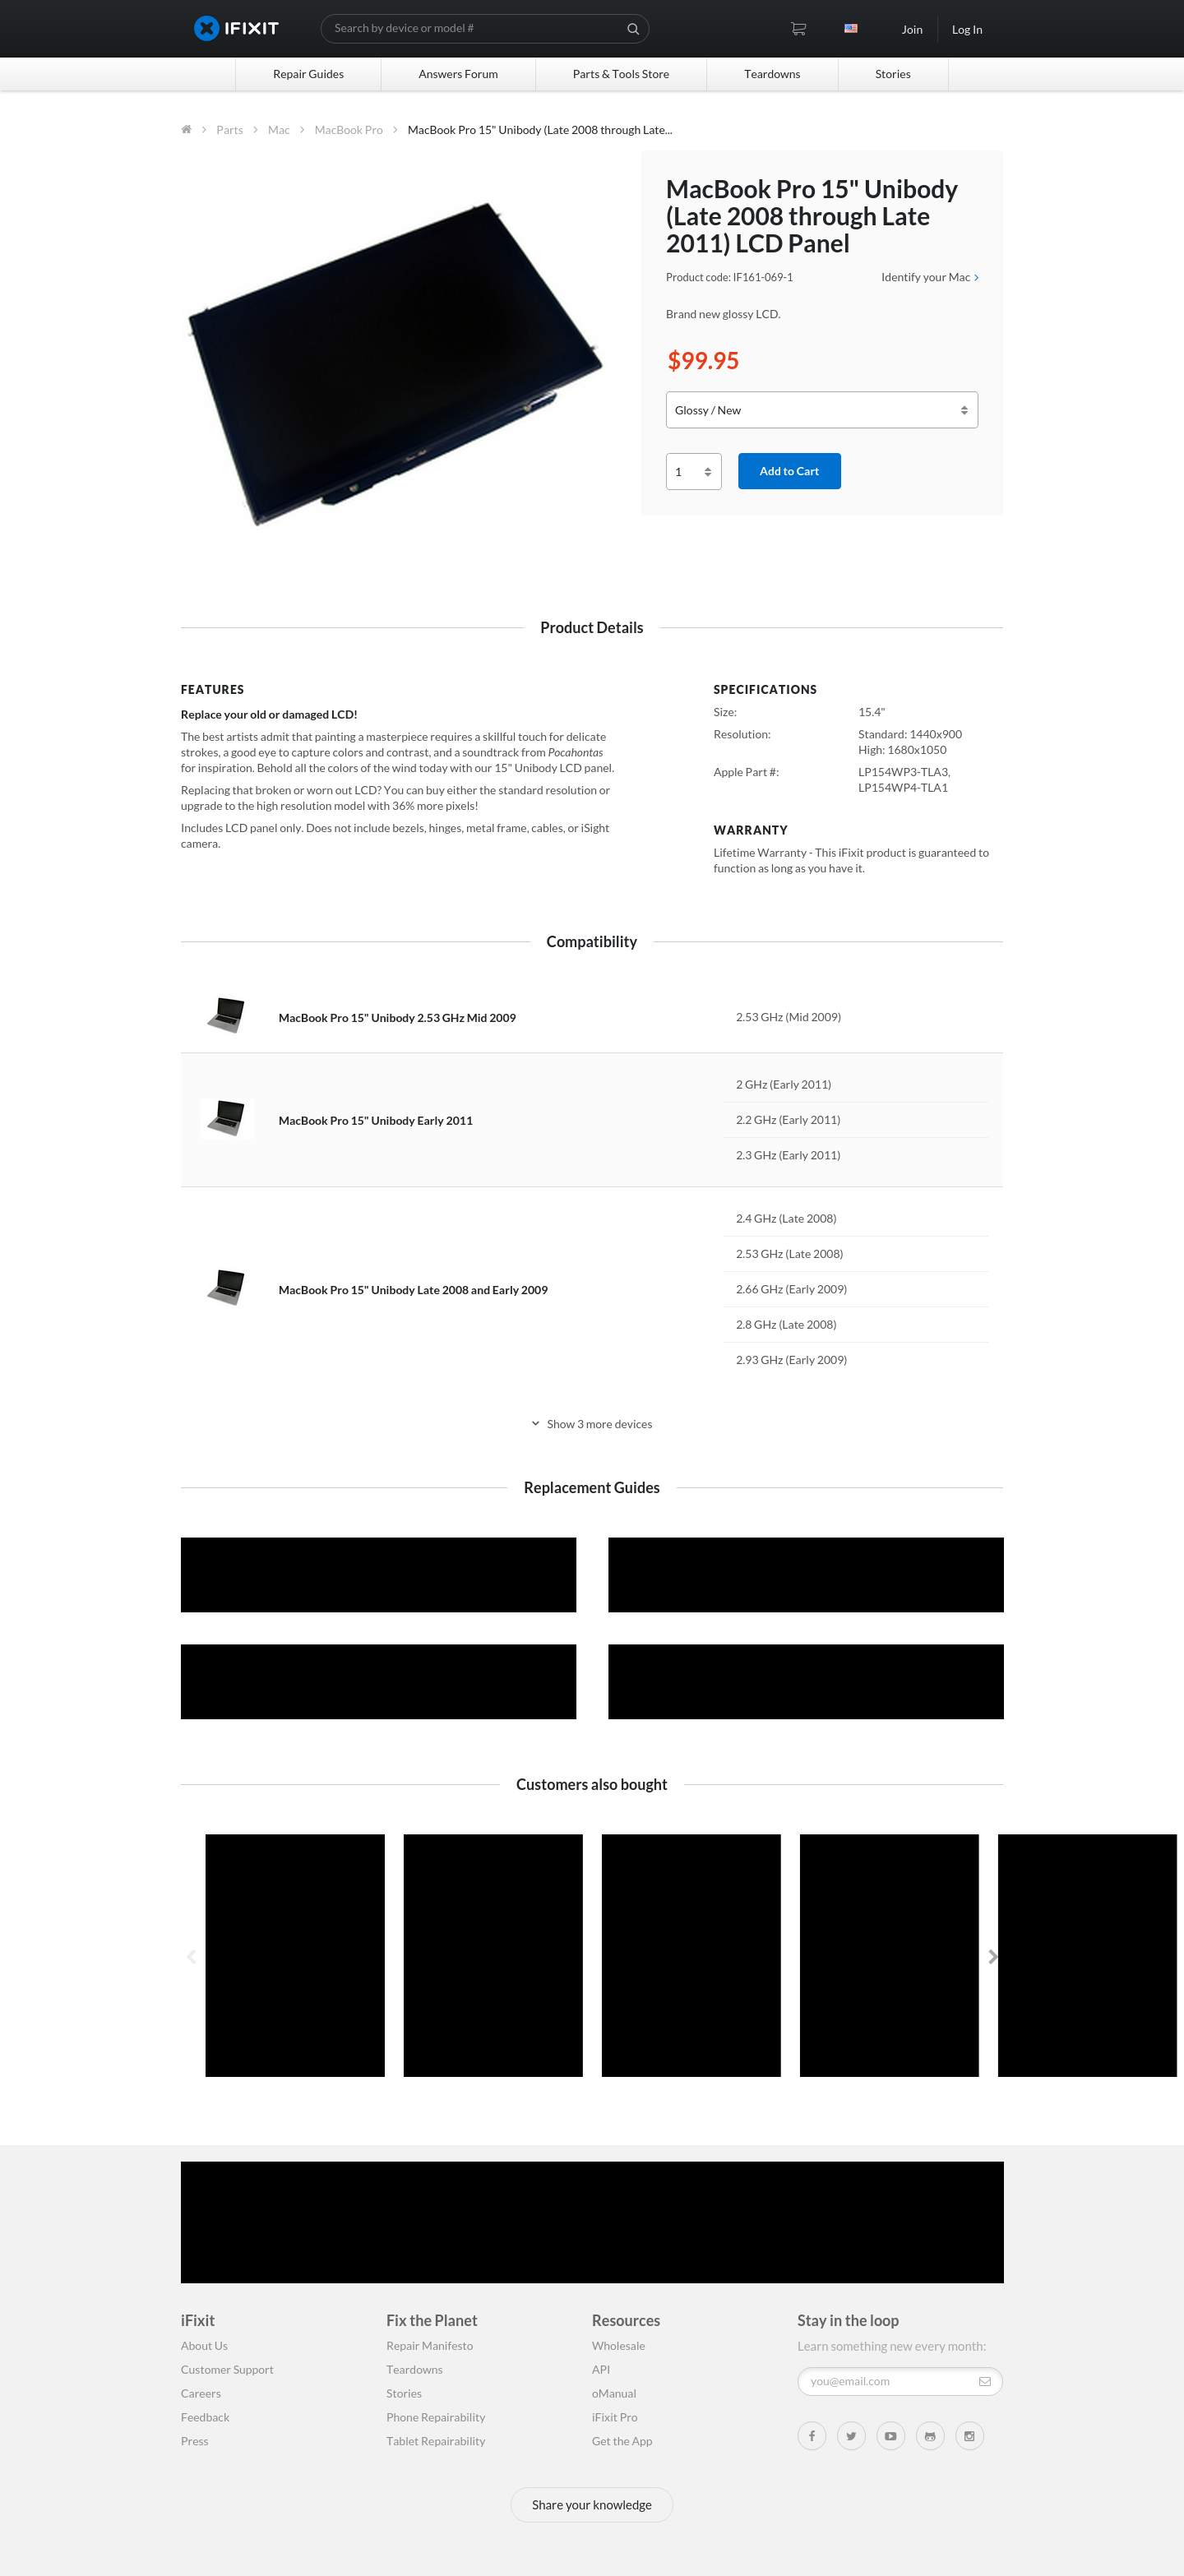 IFIXIT
Search by device or model #
Join
Log In
Repair Guides
Answers Forum
Parts & Tools Store
Teardowns
Stories
Parts
Mac
MacBook Pro
MacBook Pro 15" Unibody (Late 2008 through Late...
MacBook Pro 15" Unibody
(Late 2008 through Late
2011) LCD Panel
Product code: IF161-069-1
Identify your Mac
Brand new glossy LCD.
$99.95
Glossy / New
1
Add to Cart
Product Details
FEATURES
Replace your old or damaged LCD!
The best artists admit that painting a masterpiece requires a skillful touch for delicate
strokes, a good eye to capture colors and contrast, and a soundtrack from Pocahontas
for inspiration. Behold all the colors of the wind today with our 15" Unibody LCD panel.
Replacing that broken or worn out LCD? You can buy either the standard resolution or
upgrade to the high resolution model with 36% more pixels!
Includes LCD panel only. Does not include bezels, hinges, metal frame, cables, or iSight
camera.
SPECIFICATIONS
Size:
15.4"
Resolution:
Standard: 1440x900
High: 1680x1050
Apple Part #:
LP154WP3-TLA3,
LP154WP4-TLA1
WARRANTY
Lifetime Warranty - This iFixit product is guaranteed to
function as long as you have it.
Compatibility
MacBook Pro 15" Unibody 2.53 GHz Mid 2009
2.53 GHz (Mid 2009)
MacBook Pro 15" Unibody Early 2011
2 GHz (Early 2011)
2.2 GHz (Early 2011)
2.3 GHz (Early 2011)
MacBook Pro 15" Unibody Late 2008 and Early 2009
2.4 GHz (Late 2008)
2.53 GHz (Late 2008)
2.66 GHz (Early 2009)
2.8 GHz (Late 2008)
2.93 GHz (Early 2009)
Show 3 more devices
Replacement Guides
Customers also bought
iFixit
About Us
Customer Support
Careers
Feedback
Press
Fix the Planet
Repair Manifesto
Teardowns
Stories
Phone Repairability
Tablet Repairability
Resources
Wholesale
API
oManual
iFixit Pro
Get the App
Stay in the loop
Learn something new every month:
you@email.com
Share your knowledge